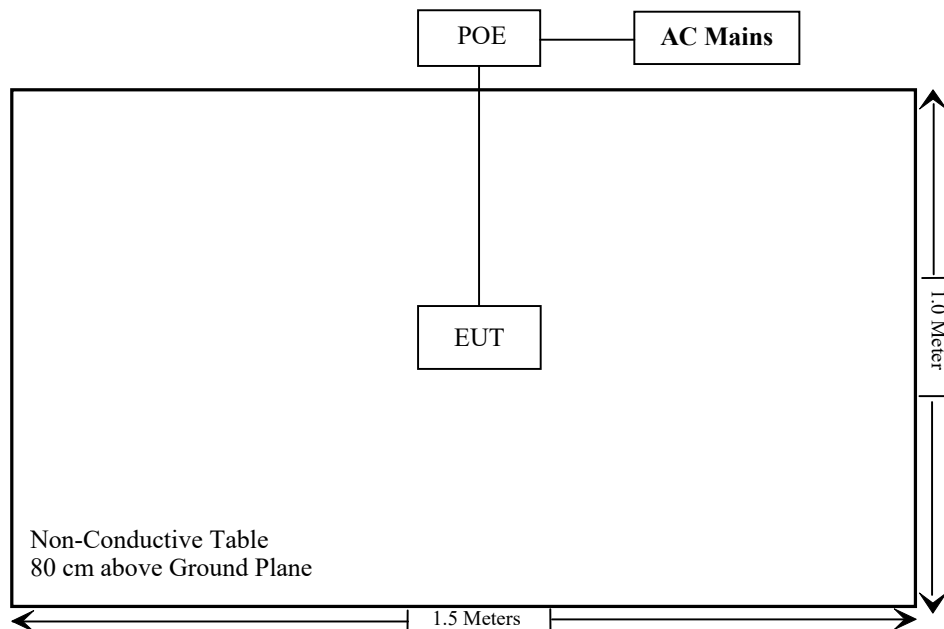 POE
AC Mains
EUT
1.0 Meter
Non-Conductive Table
80 cm above Ground Plane
1.5 Meters